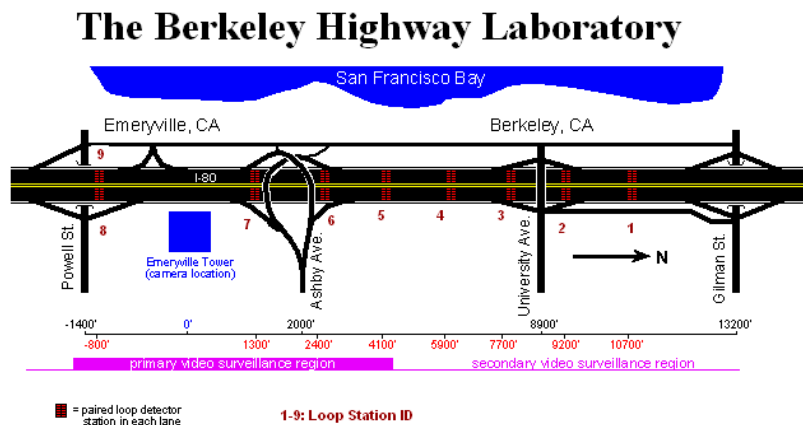 The Berkeley Highway Laboratory
San Francisco Bay
Emeryville, CA
Berkeley, CA
9
I-80
8
7
6
5
4
3
2
1
N
Powell St.
Emeryville Tower
(camera location)
Ashby Ave.
University Ave.
Gilman St.
-1400' 0' 2000' 8900' 13200'
-800' 1300' 2400' 4100' 5900' 7700' 9200' 10700'
primary video surveillance region secondary video surveillance region
= paired loop detector
station in each lane
1-9: Loop Station ID